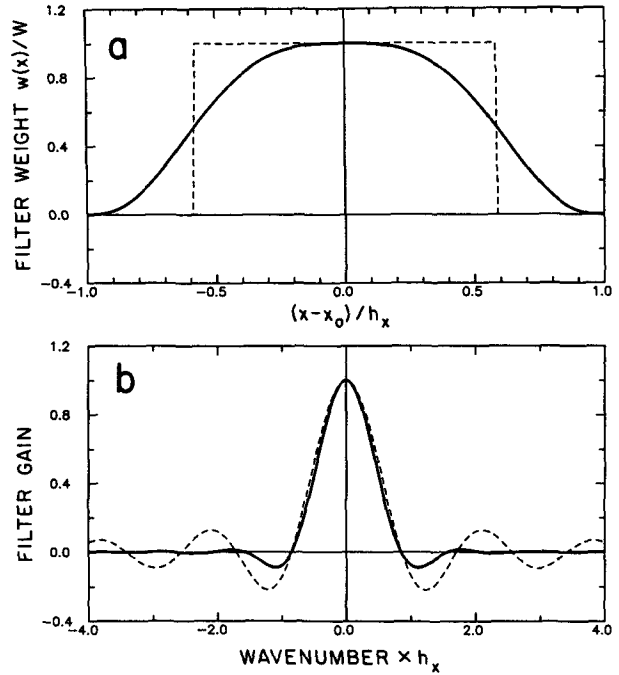 a
FILTER WEIGHT w(x)/W
1.2
0.8
0.4
0.0
-0.4
-1.0 -0.5 0.0 0.5 1.0
(x-x₀)/hₓ
b
FILTER GAIN
1.2
0.8
0.4
0.0
-0.4
-4.0 -2.0 0.0 2.0 4.0
WAVENUMBER × hₓ